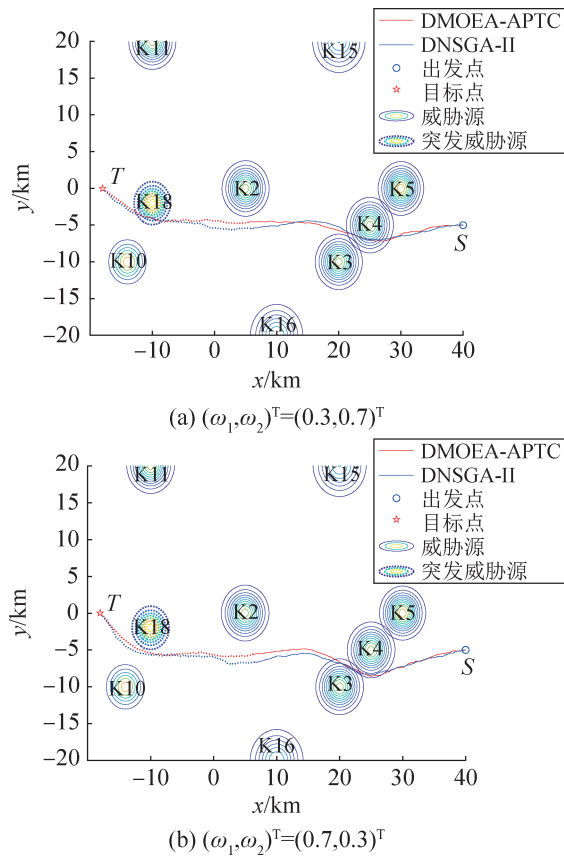 DMOEA-APTC
DNSGA-II
出发点
目标点
威胁源
突发威胁源
20
15
10
5
0
−5
−10
−15
−20
y/km
K11
K15
T
K18
K2
K5
K4
S
K10
K3
K16
−10
0
10
20
30
40
x/km
(a) (ω₁,ω₂)ᵀ=(0.3,0.7)ᵀ
DMOEA-APTC
DNSGA-II
出发点
目标点
威胁源
突发威胁源
20
15
10
5
0
−5
−10
−15
−20
y/km
K11
K15
T
K18
K2
K5
K4
S
K10
K3
K16
−10
0
10
20
30
40
x/km
(b) (ω₁,ω₂)ᵀ=(0.7,0.3)ᵀ